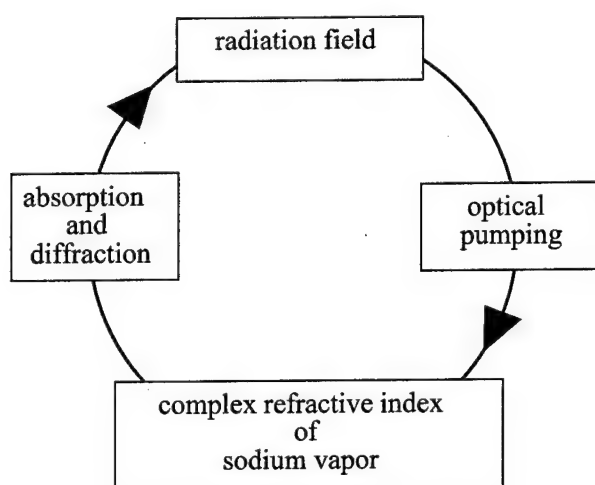 radiation field
absorption
and
diffraction
optical
pumping
complex refractive index
of
sodium vapor